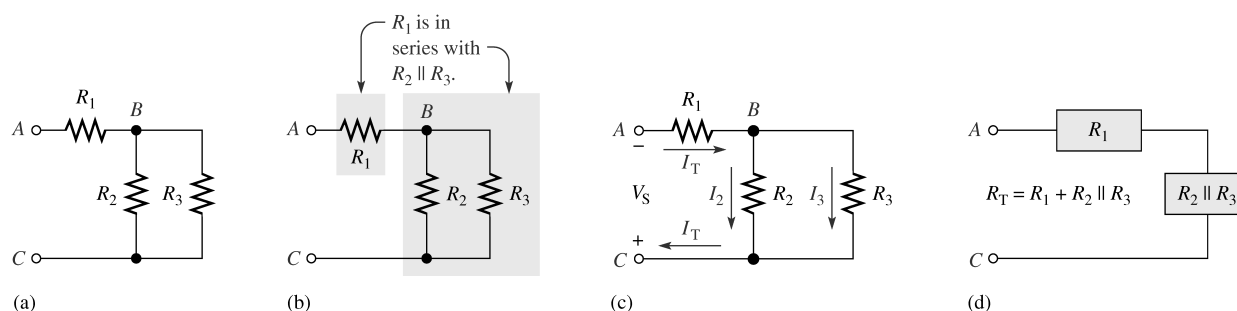 R1 is in
series with
R2 || R3.
R1
B
A
R2
R3
C
(a)
B
A
R1
R2
R3
C
(b)
R1
B
A
−
IT
VS
I2
R2
I3
R3
+
IT
C
(c)
A
R1
RT = R1 + R2 || R3
R2 || R3
C
(d)